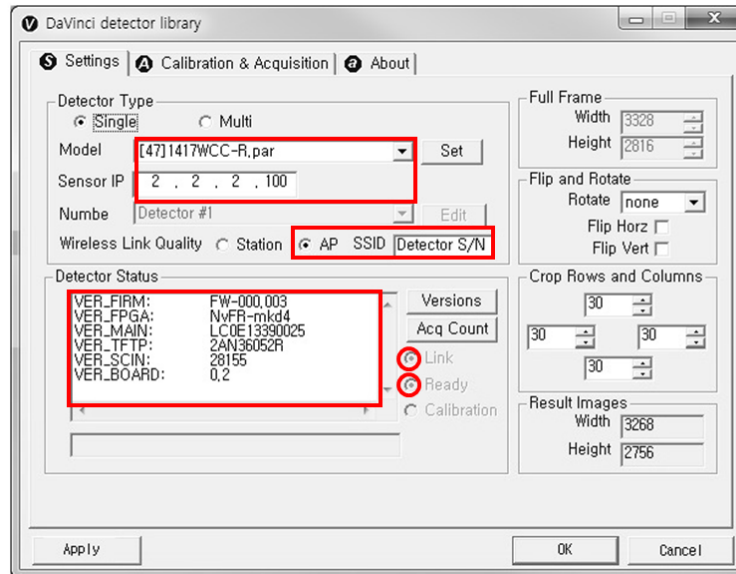 DaVinci detector library
Settings
Calibration & Acquisition
About
Detector Type
Single
Multi
Model
[47]1417WCC-R.par
Set
Sensor IP
2 . 2 . 2 . 100
Numbe
Detector #1
Edit
Wireless Link Quality
Station
AP
SSID
Detector S/N
Detector Status
VER_FIRM: FW-000.003
VER_FPGA: NvFR-mkd4
VER_MAIN: LC0E13390025
VER_TFTP: 2AN36052R
VER_SCIN: 28155
VER_BOARD: 0.2
Versions
Acq Count
Link
Ready
Calibration
Full Frame
Width 3328
Height 2816
Flip and Rotate
Rotate none
Flip Horz
Flip Vert
Crop Rows and Columns
30
30 30
30
Result Images
Width 3268
Height 2756
Apply
OK
Cancel